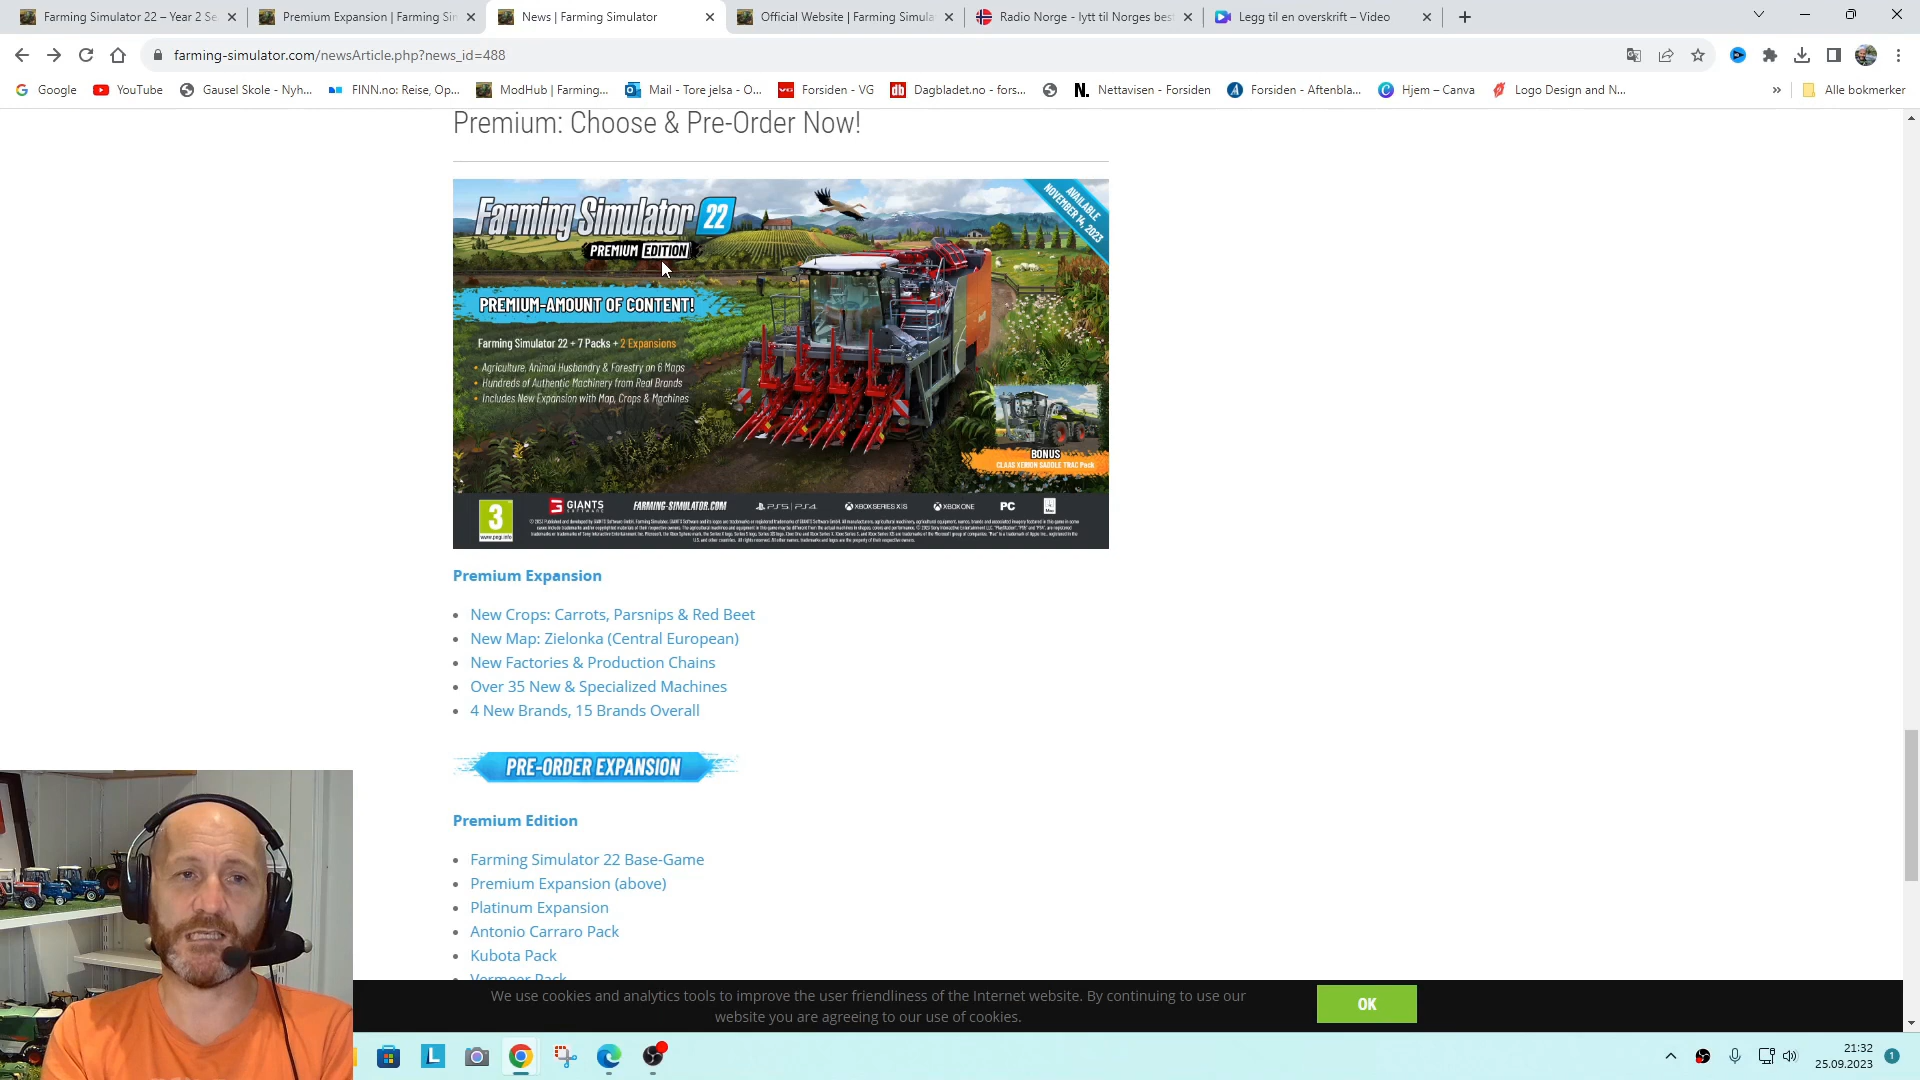 Farming Simulator 22 – Year 2 Se
Premium Expansion | Farming Sim
News | Farming Simulator
Official Website | Farming Simula
Radio Norge - lytt til Norges best
Legg til en overskrift – Video
farming-simulator.com/newsArticle.php?news_id=488
Google
YouTube
Gausel Skole - Nyh...
FINN.no: Reise, Op...
ModHub | Farming...
Mail - Tore jelsa - O...
Forsiden - VG
Dagbladet.no - fors...
Nettavisen - Forsiden
Forsiden - Aftenbla...
Hjem – Canva
Logo Design and N...
»
Alle bokmerker
Premium: Choose & Pre-Order Now!
Farming Simulator 22
PREMIUM EDITION
AVAILABLE
NOVEMBER 14, 2023
PREMIUM-AMOUNT OF CONTENT!
Farming Simulator 22 + 7 Packs + 2 Expansions
• Agriculture, Animal Husbandry & Forestry on 6 Maps
• Hundreds of Authentic Machinery from Real Brands
• Includes New Expansion with Map, Crops & Machines
BONUS
CLAAS XERION SADDLE TRAC Pack
3
www.pegi.info
GIANTS
SOFTWARE
FARMING-SIMULATOR.COM
PS5 | PS4
XBOX SERIES X|S
XBOX ONE
PC
Mac
Premium Expansion
• New Crops: Carrots, Parsnips & Red Beet
• New Map: Zielonka (Central European)
• New Factories & Production Chains
• Over 35 New & Specialized Machines
• 4 New Brands, 15 Brands Overall
PRE-ORDER EXPANSION
Premium Edition
• Farming Simulator 22 Base-Game
• Premium Expansion (above)
• Platinum Expansion
• Antonio Carraro Pack
• Kubota Pack
• Vermeer Pack
We use cookies and analytics tools to improve the user friendliness of the Internet website. By continuing to use our
website you are agreeing to our use of cookies.
OK
L
21:32
25.09.2023
1